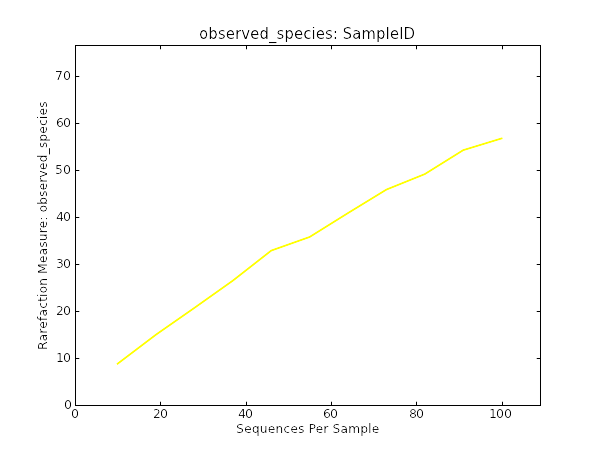 observed_species: SampleID
Rarefaction Measure: observed_species
70
60
50
40
30
20
10
0
0 20 40 60 80 100
Sequences Per Sample